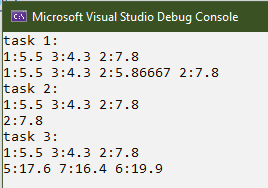 Microsoft Visual Studio Debug Console
task 1:
1:5.5 3:4.3 2:7.8
1:5.5 3:4.3 2:5.86667 2:7.8
task 2:
1:5.5 3:4.3 2:7.8
2:7.8
task 3:
1:5.5 3:4.3 2:7.8
5:17.6 7:16.4 6:19.9